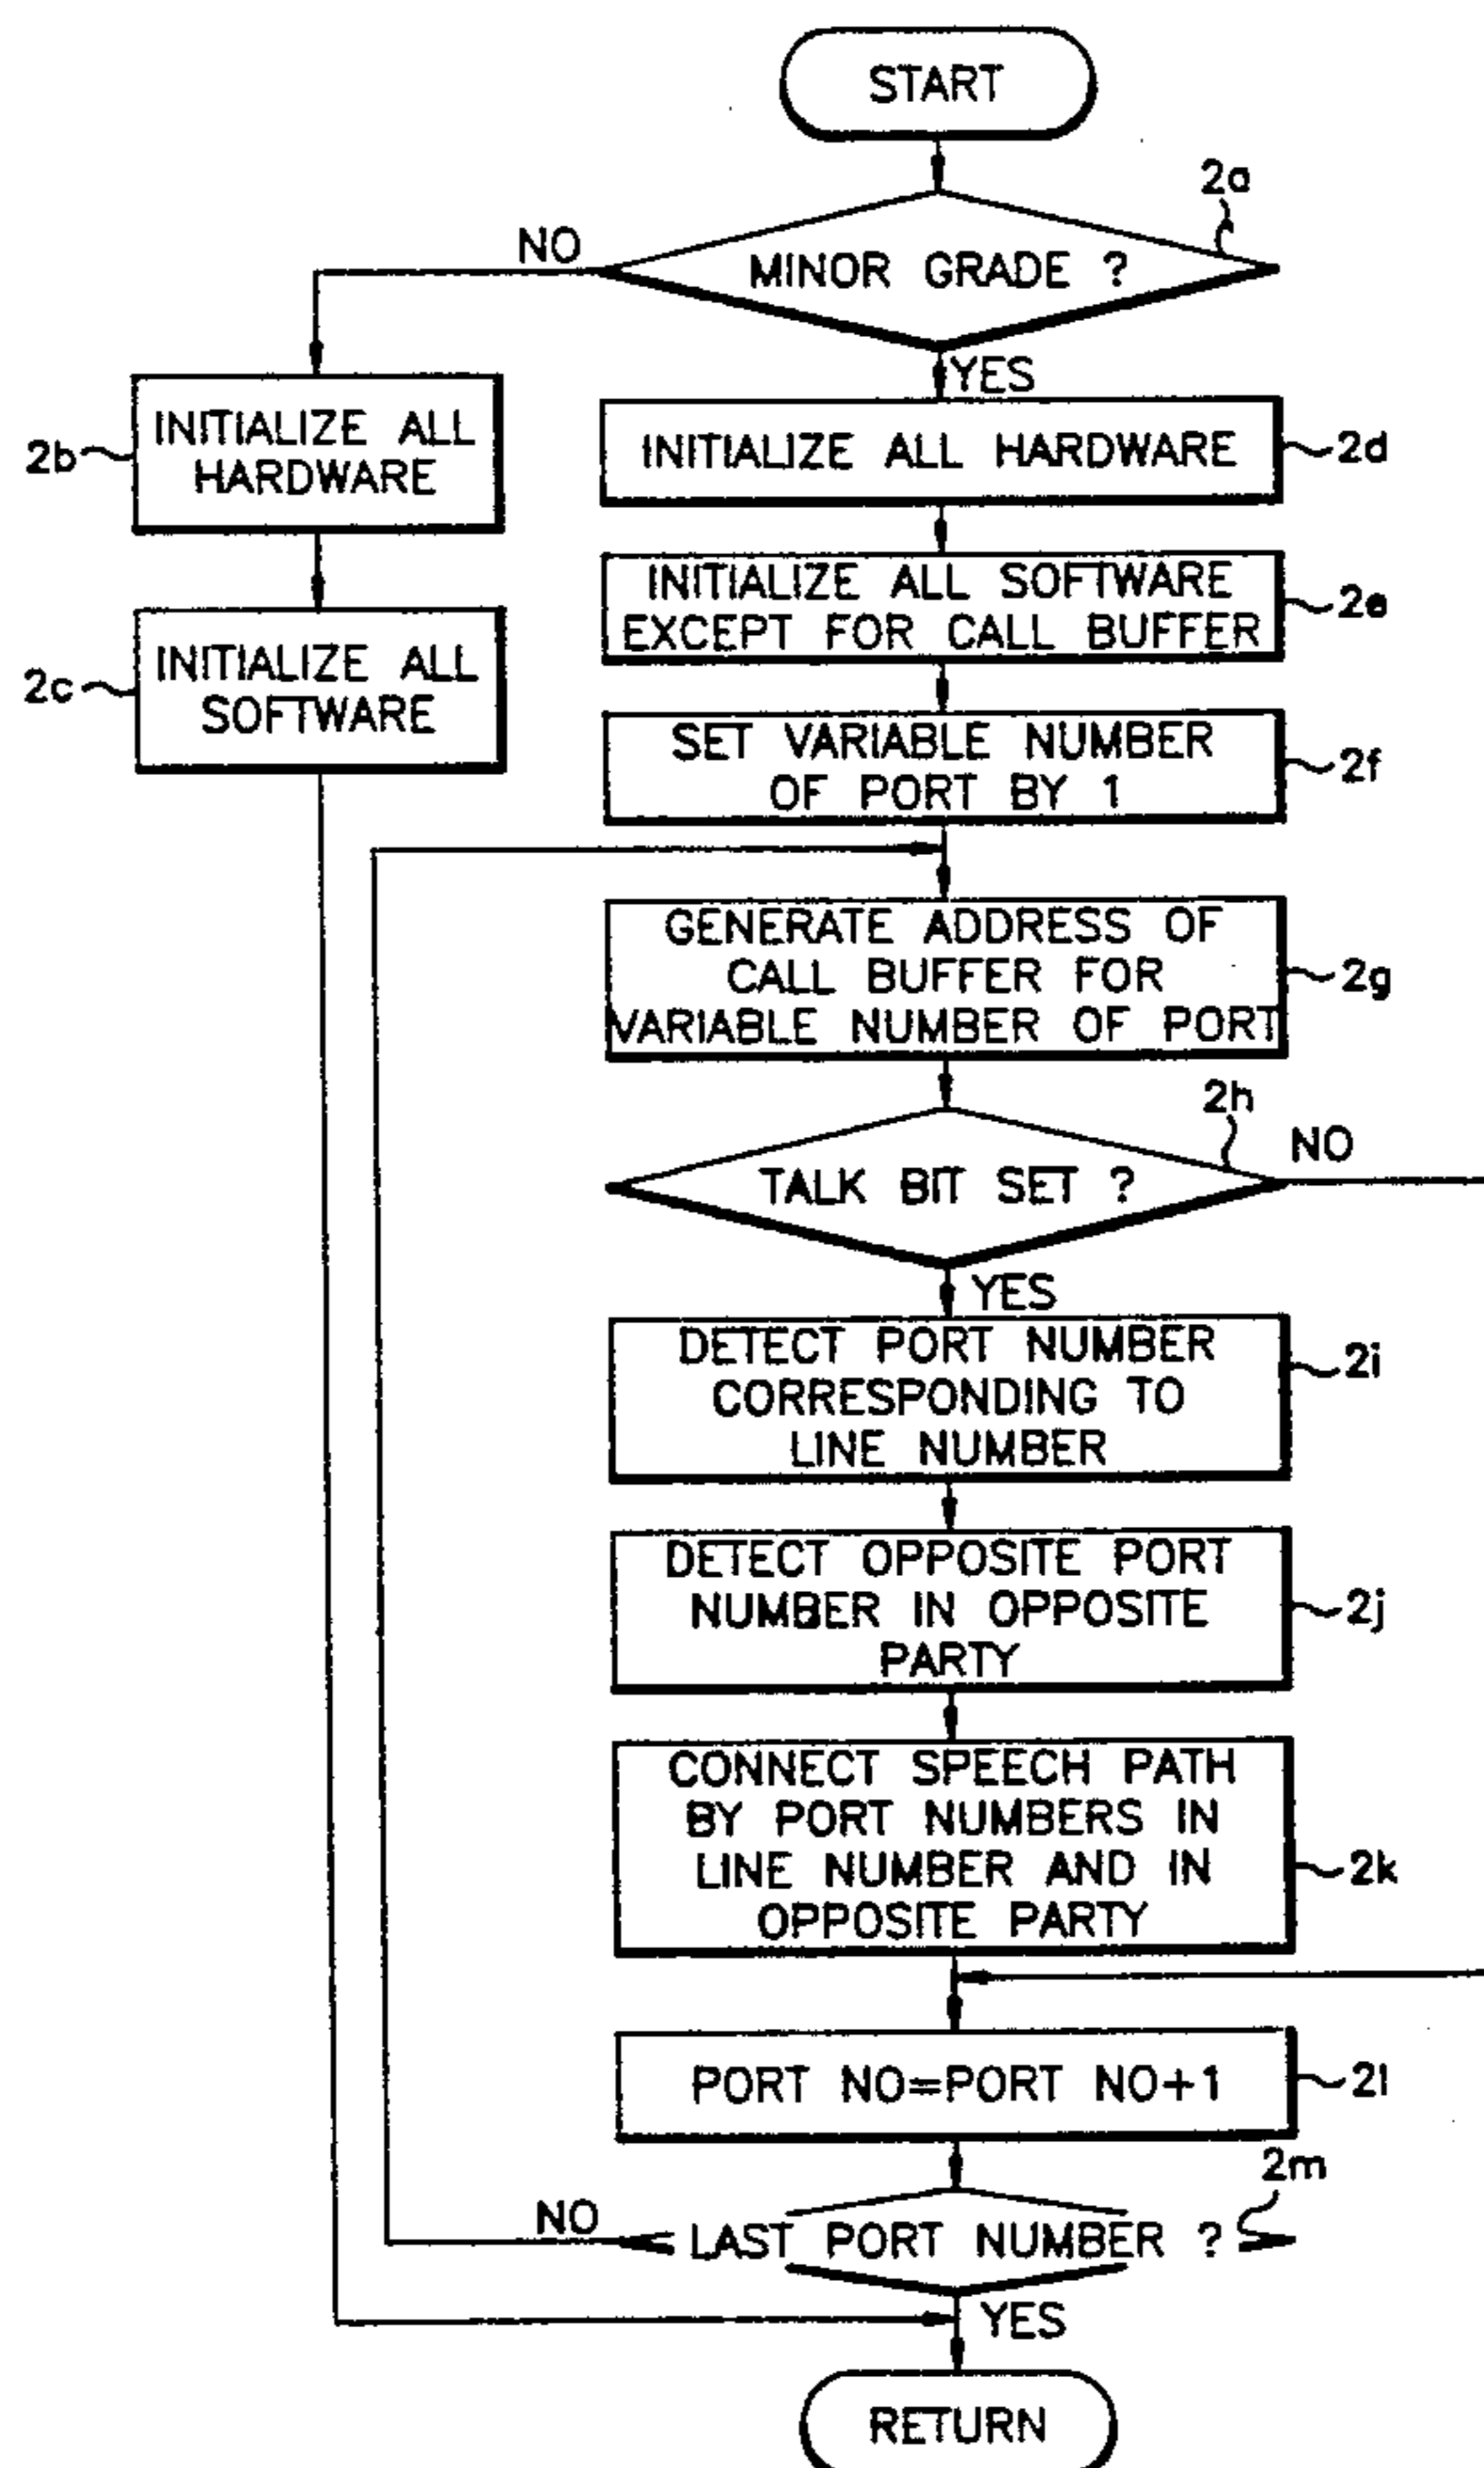 START
2a
NO
MINOR GRADE ?
YES
INITIALIZE ALL
HARDWARE
2b
INITIALIZE ALL HARDWARE
2d
INITIALIZE ALL SOFTWARE
EXCEPT FOR CALL BUFFER
2e
INITIALIZE ALL
SOFTWARE
2c
SET VARIABLE NUMBER
OF PORT BY 1
2f
GENERATE ADDRESS OF
CALL BUFFER FOR
VARIABLE NUMBER OF PORT
2g
2h
NO
TALK BIT SET ?
YES
DETECT PORT NUMBER
CORRESPONDING TO
LINE NUMBER
2i
DETECT OPPOSITE PORT
NUMBER IN OPPOSITE
PARTY
2j
CONNECT SPEECH PATH
BY PORT NUMBERS IN
LINE NUMBER AND IN
OPPOSITE PARTY
2k
PORT NO=PORT NO+1
2l
2m
NO
LAST PORT NUMBER ?
YES
RETURN